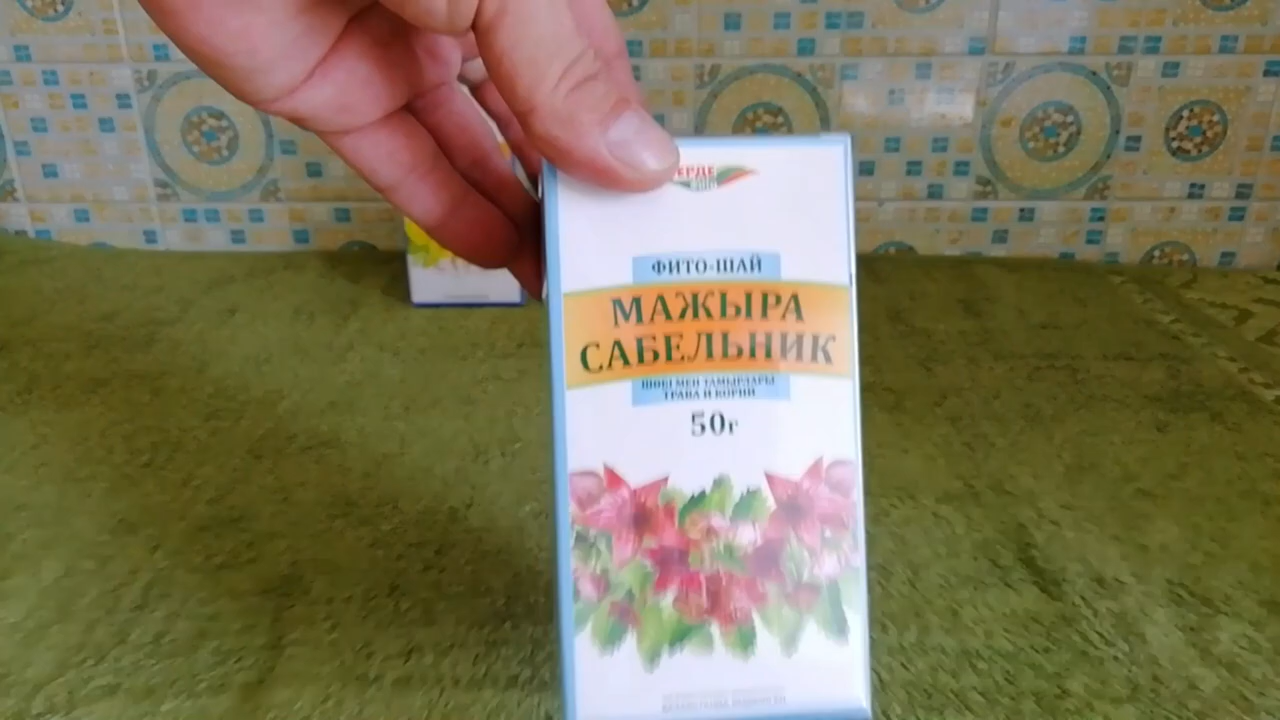 ФИТО-ШАЙ
МАЖЫРА
САБЕЛЬНИК
ШӨБІ МЕН ТАМЫРЛАРЫ
ТРАВА И КОРНИ
50г